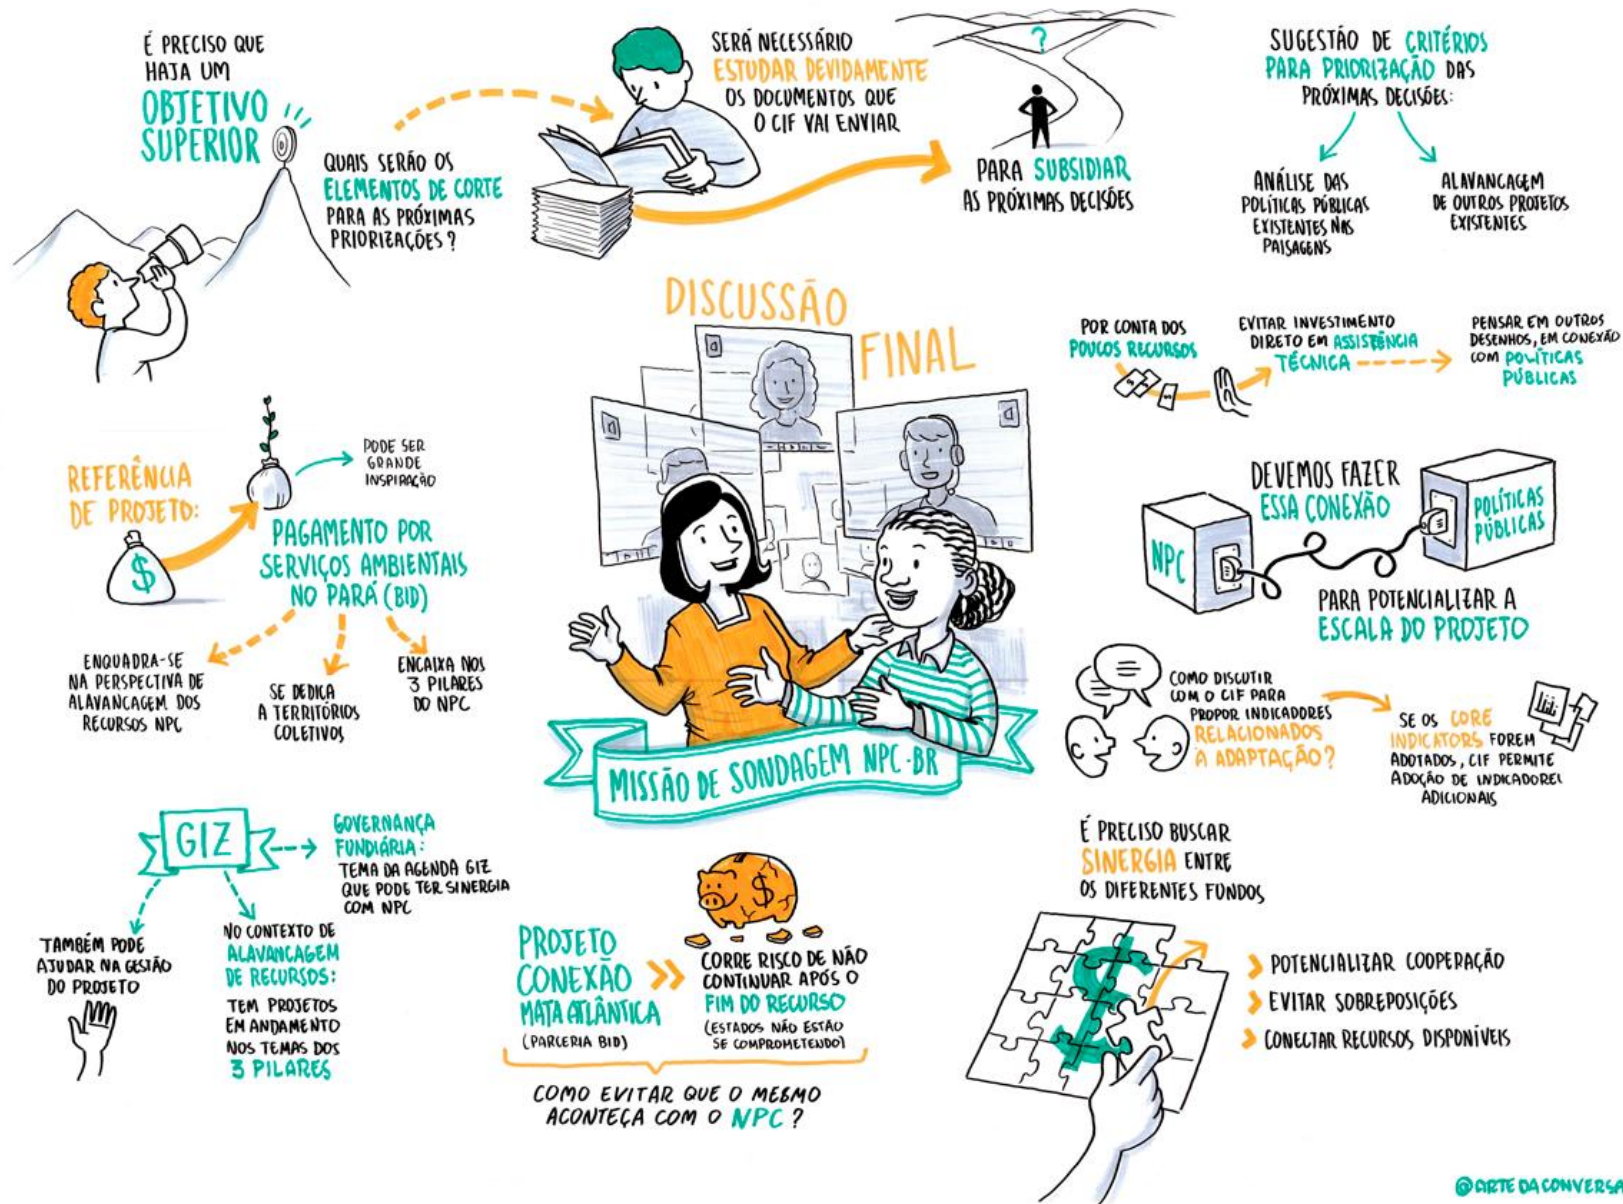 É PRECISO QUE
HAJA UM
OBJETIVO
SUPERIOR
QUAIS SERÃO OS
ELEMENTOS DE CORTE
PARA AS PRÓXIMAS
PRIORIZAÇÕES?
SERÁ NECESSÁRIO
ESTUDAR DEVIDAMENTE
OS DOCUMENTOS QUE
O CIF VAI ENVIAR
?
PARA SUBSIDIAR
AS PRÓXIMAS DECISÕES
SUGESTÃO DE CRITÉRIOS
PARA PRIORIZAÇÃO DAS
PRÓXIMAS DECISÕES:
ANÁLISE DAS
POLÍTICAS PÚBLICAS
EXISTENTES NAS
PAISAGENS
ALAVANCAGEM
DE OUTROS PROJETOS
EXISTENTES
DISCUSSÃO
FINAL
MISSÃO DE SONDAGEM NPC-BR
POR CONTA DOS
POUCOS RECURSOS
EVITAR INVESTIMENTO
DIRETO EM ASSISTÊNCIA
TÉCNICA
PENSAR EM OUTROS
DESENHOS, EM CONEXÃO
COM POLÍTICAS
PÚBLICAS
REFERÊNCIA
DE PROJETO:
$
PODE SER
GRANDE
INSPIRAÇÃO
PAGAMENTO POR
SERVIÇOS AMBIENTAIS
NO PARÁ (BID)
ENQUADRA-SE
NA PERSPECTIVA DE
ALAVANCAGEM DOS
RECURSOS NPC
SE DEDICA
A TERRITÓRIOS
COLETIVOS
ENCAIXA NOS
3 PILARES
DO NPC
DEVEMOS FAZER
ESSA CONEXÃO
NPC
POLÍTICAS
PÚBLICAS
PARA POTENCIALIZAR A
ESCALA DO PROJETO
COMO DISCUTIR
COM O CIF PARA
PROPOR INDICADORES
RELACIONADOS
À ADAPTAÇÃO?
SE OS CORE
INDICATORS FOREM
ADOTADOS, CIF PERMITE
ADOÇÃO DE INDICADORES
ADICIONAIS
GIZ
GOVERNANÇA
FUNDIÁRIA:
TEMA DA AGENDA GIZ
QUE PODE TER SINERGIA
COM NPC
TAMBÉM PODE
AJUDAR NA GESTÃO
DO PROJETO
NO CONTEXTO DE
ALAVANCAGEM
DE RECURSOS:
TEM PROJETOS
EM ANDAMENTO
NOS TEMAS DOS
3 PILARES
PROJETO
CONEXÃO
MATA ATLÂNTICA
(PARCERIA BID)
$
CORRE RISCO DE NÃO
CONTINUAR APÓS O
FIM DO RECURSO
(ESTADOS NÃO ESTÃO
SE COMPROMETENDO)
COMO EVITAR QUE O MESMO
ACONTEÇA COM O NPC?
É PRECISO BUSCAR
SINERGIA ENTRE
OS DIFERENTES FUNDOS
$
POTENCIALIZAR COOPERAÇÃO
EVITAR SOBREPOSIÇÕES
CONECTAR RECURSOS DISPONÍVEIS
@ARTEDACONVERSA